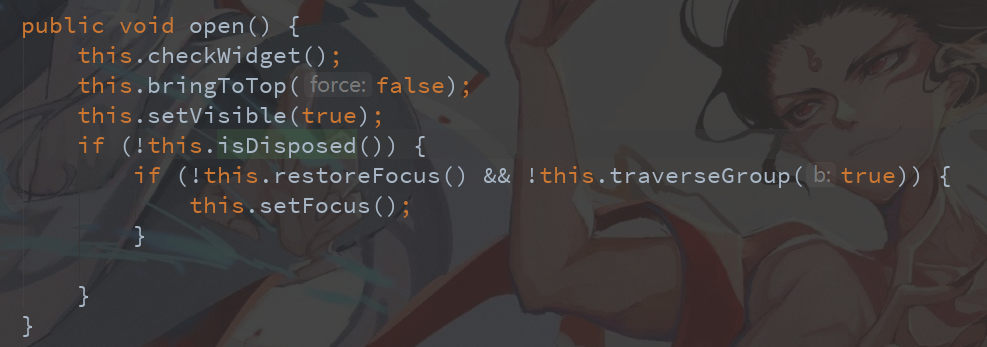 public void open() {
    this.checkWidget();
    this.bringToTop( force: false);
    this.setVisible(true);
    if (!this.isDisposed()) {
        if (!this.restoreFocus() && !this.traverseGroup( b: true)) {
            this.setFocus();
        }
    }
}